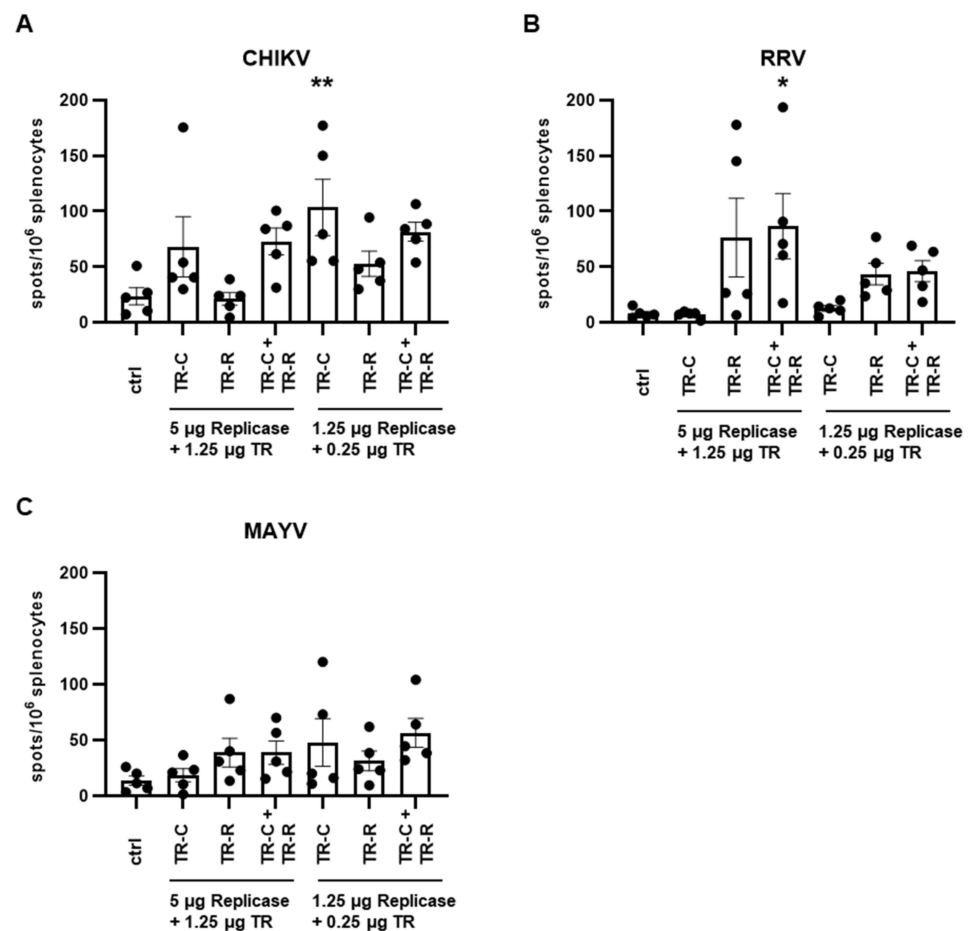 A
CHIKV
**
spots/10⁶ splenocytes
200
150
100
50
0
ctrl
TR-C
TR-R
TR-C +
TR-R
TR-C
TR-R
TR-C +
TR-R
5 µg Replicase
+ 1.25 µg TR
1.25 µg Replicase
+ 0.25 µg TR
B
RRV
*
spots/10⁶ splenocytes
200
150
100
50
0
ctrl
TR-C
TR-R
TR-C +
TR-R
TR-C
TR-R
TR-C +
TR-R
5 µg Replicase
+ 1.25 µg TR
1.25 µg Replicase
+ 0.25 µg TR
C
MAYV
spots/10⁶ splenocytes
200
150
100
50
0
ctrl
TR-C
TR-R
TR-C +
TR-R
TR-C
TR-R
TR-C +
TR-R
5 µg Replicase
+ 1.25 µg TR
1.25 µg Replicase
+ 0.25 µg TR